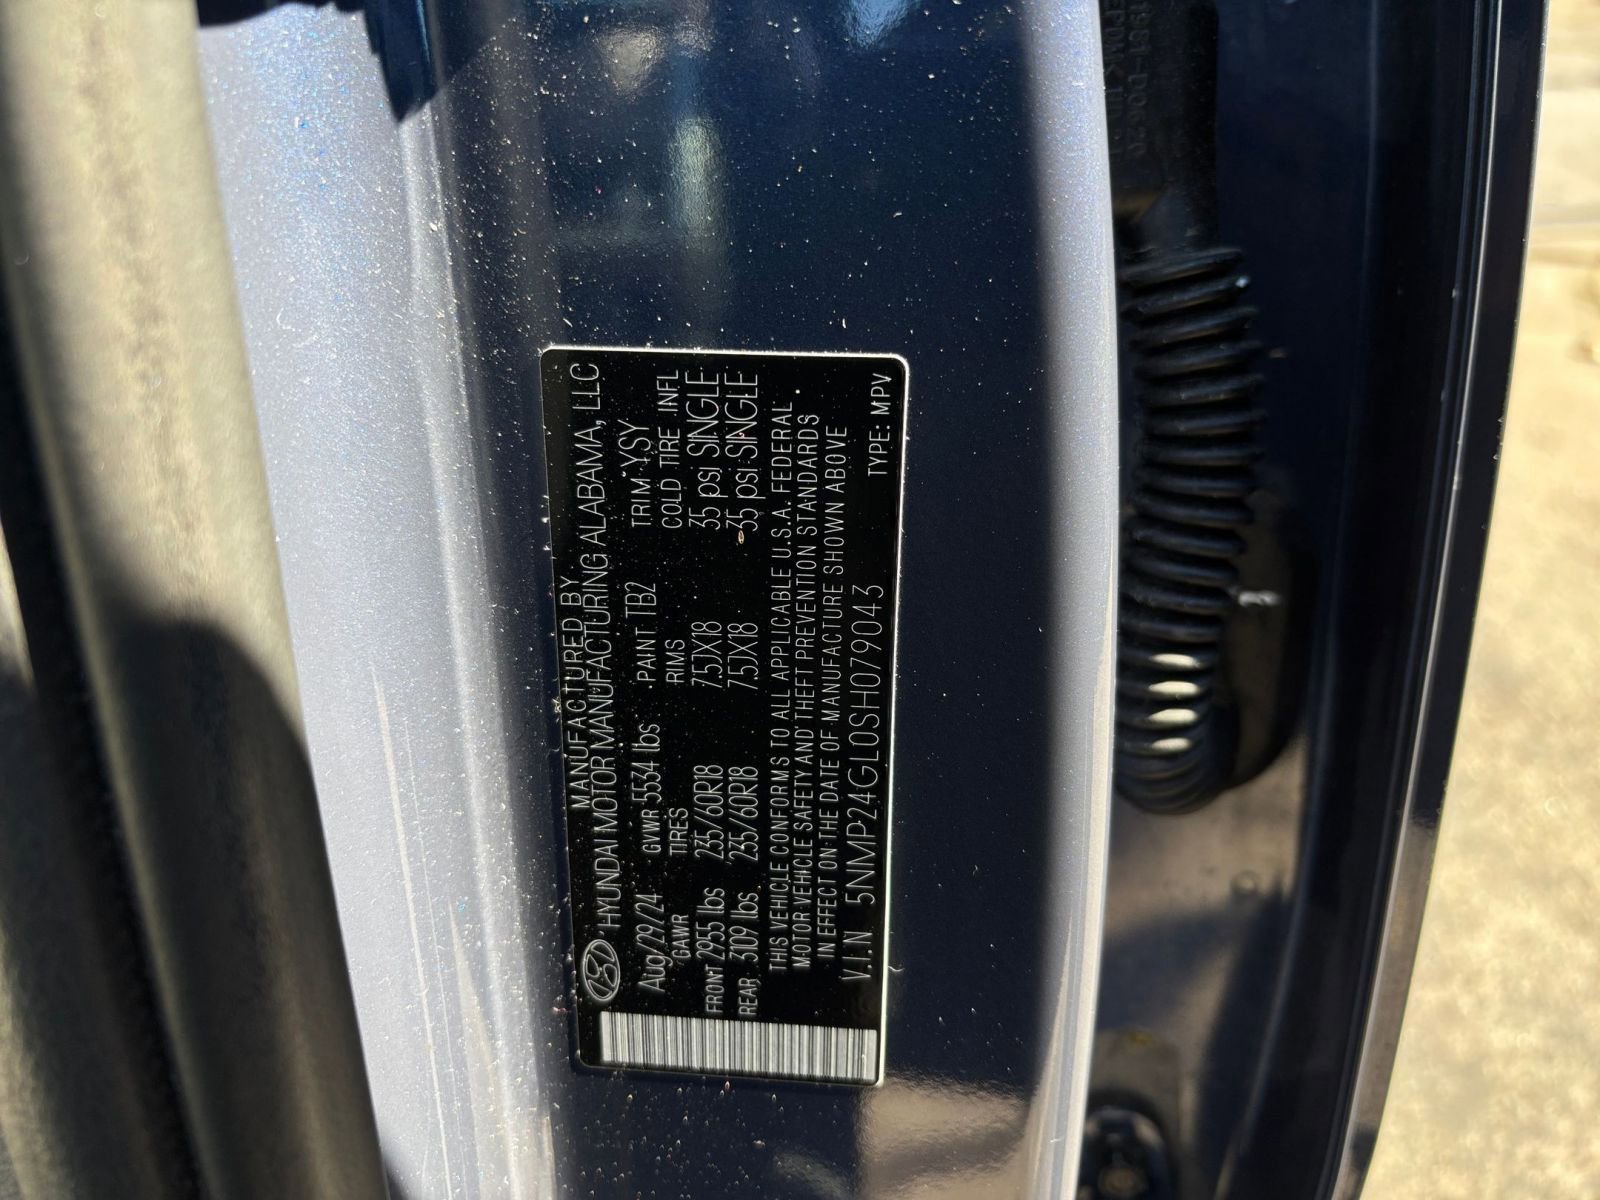 MANUFACTURED BY
HYUNDAI MOTOR MANUFACTURING ALABAMA, LLC
Aug/29/24 GVWR 5534 lbs PAINT TB2 TRIM YSY
GAWR TIRES RIMS COLD TIRE INFL
FRONT 2955 lbs 235/60R18 7.5JX18 35 psi SINGLE
REAR 3109 lbs 235/60R18 7.5JX18 35 psi SINGLE
THIS VEHICLE CONFORMS TO ALL APPLICABLE U.S.A. FEDERAL
MOTOR VEHICLE SAFETY AND THEFT PREVENTION STANDARDS
IN EFFECT ON THE DATE OF MANUFACTURE SHOWN ABOVE
V.I.N 5NMP24GL0SH079043 TYPE: MPV